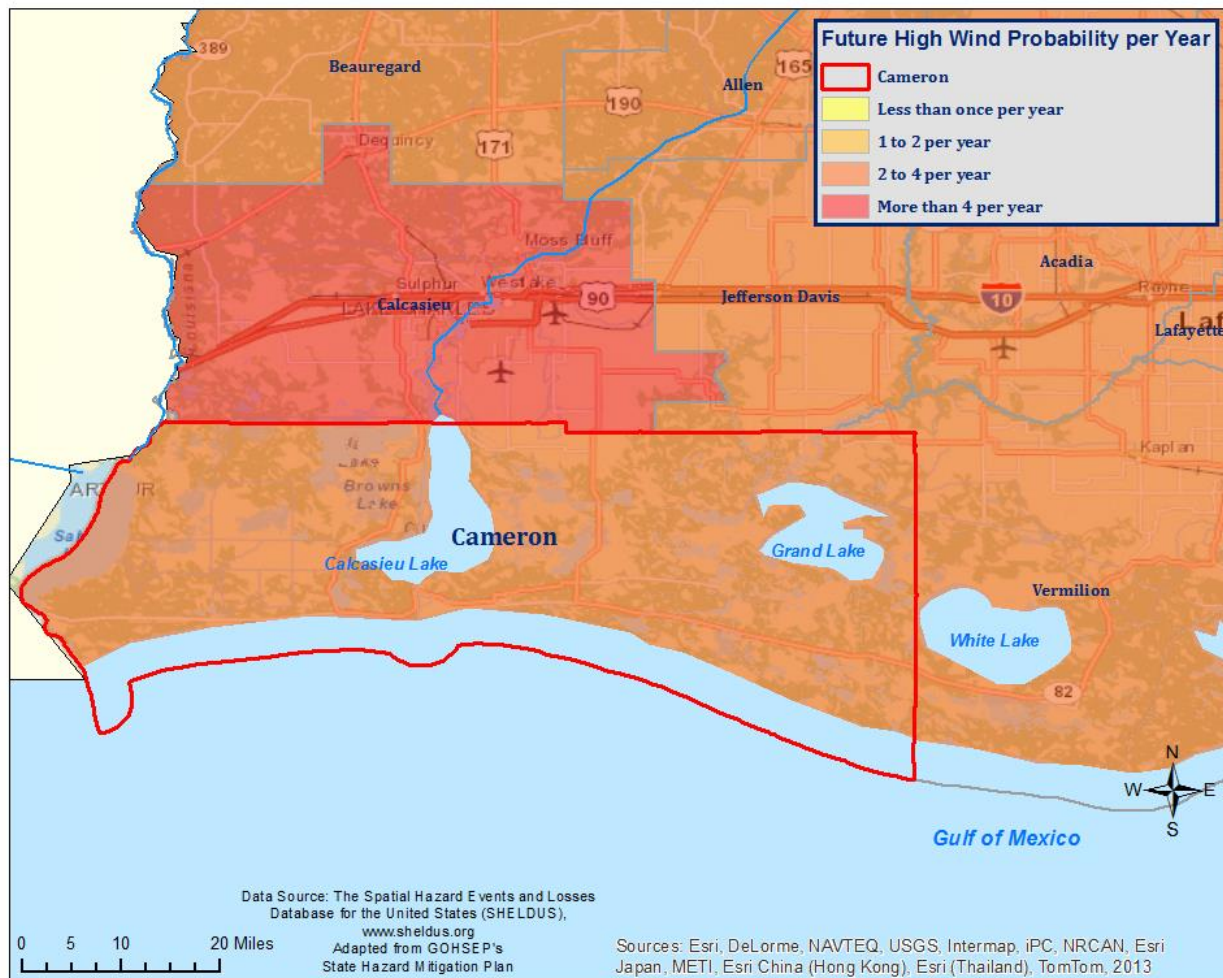 Future High Wind Probability per Year
Cameron
Less than once per year
1 to 2 per year
2 to 4 per year
More than 4 per year
389
Beauregard
Allen
165
190
Dequincy
171
Moss Bluff
Acadia
Sulphur
Westlake
Calcasieu
90
Jefferson Davis
10
Rayne
Lafayette
Louisiana
Kaplan
Browns
Lake
Cameron
Calcasieu Lake
Grand Lake
Vermilion
White Lake
82
N
W
E
S
Gulf of Mexico
Data Source: The Spatial Hazard Events and Losses
Database for the United States (SHELDUS),
www.sheldus.org
Adapted from GOHSEP's
State Hazard Mitigation Plan
0 5 10 20 Miles
Sources: Esri, DeLorme, NAVTEQ, USGS, Intermap, iPC, NRCAN, Esri
Japan, METI, Esri China (Hong Kong), Esri (Thailand), TomTom, 2013